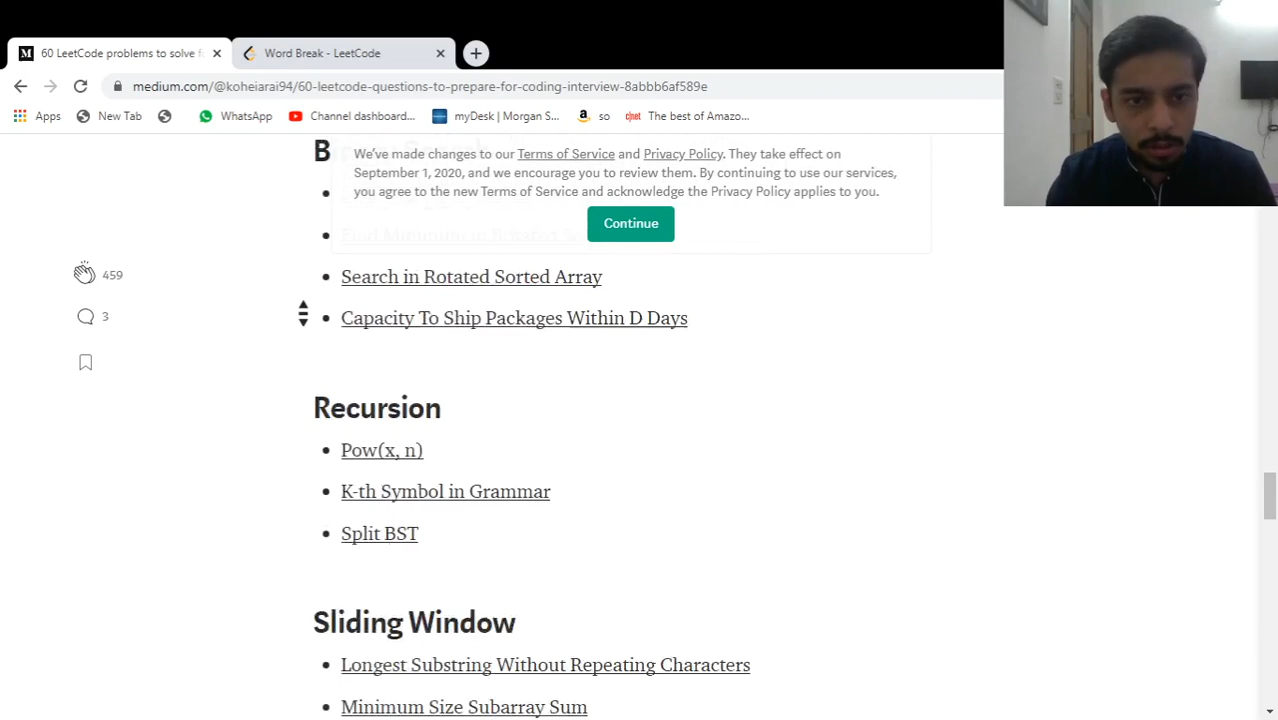 60 LeetCode problems to solve f
Word Break - LeetCode
medium.com/@koheiarai94/60-leetcode-questions-to-prepare-for-coding-interview-8abbb6af589e
Apps
New Tab
WhatsApp
Channel dashboard...
myDesk | Morgan S...
a
so
c|net
The best of Amazo...
We've made changes to our Terms of Service and Privacy Policy. They take effect on
September 1, 2020, and we encourage you to review them. By continuing to use our services,
you agree to the new Terms of Service and acknowledge the Privacy Policy applies to you.
Continue
459
3
• Search in Rotated Sorted Array
• Capacity To Ship Packages Within D Days
Recursion
• Pow(x, n)
• K-th Symbol in Grammar
• Split BST
Sliding Window
• Longest Substring Without Repeating Characters
• Minimum Size Subarray Sum